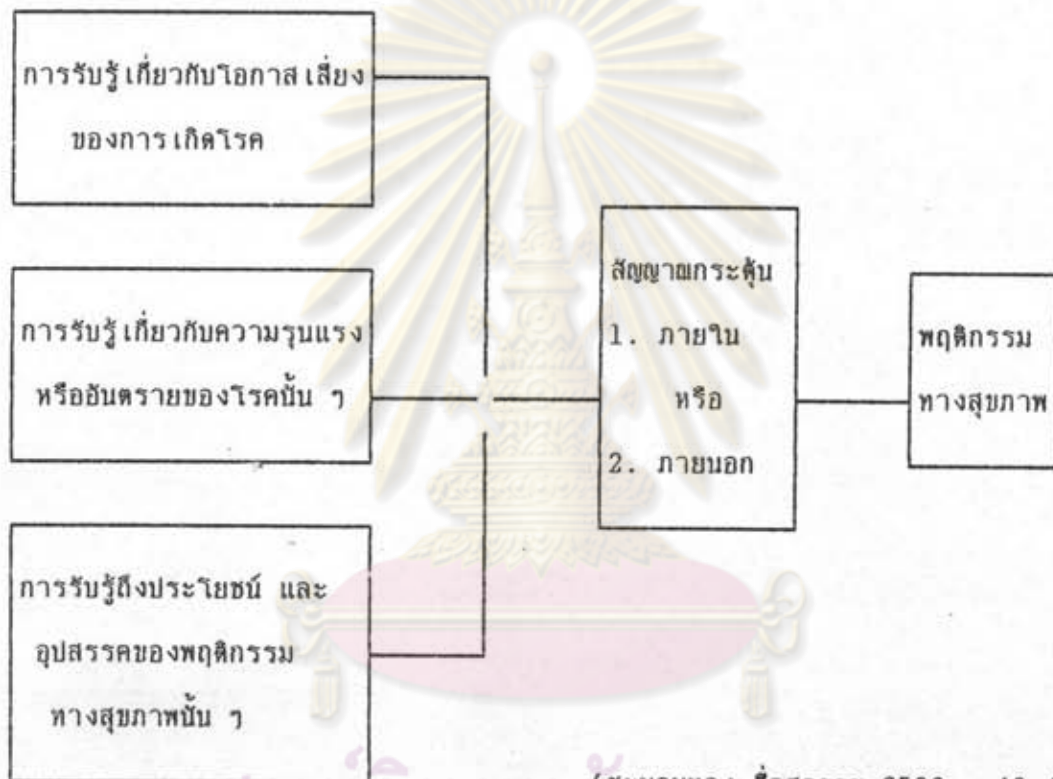 การรับรู้เกี่ยวกับโอกาสเสี่ยง
ของการเกิดโรค
การรับรู้เกี่ยวกับความรุนแรง
หรืออันตรายของโรคนั้น ๆ
การรับรู้ถึงประโยชน์ และ
อุปสรรคของพฤติกรรม
ทางสุขภาพนั้น ๆ
สัญญาณกระตุ้น
1. ภายใน
หรือ
2. ภายนอก
พฤติกรรม
ทางสุขภาพ